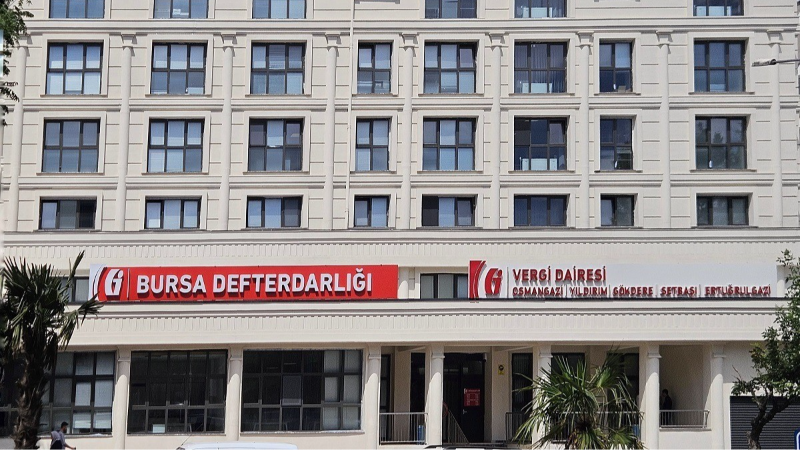 BURSA DEFTERDARLIĞI
VERGİ DAİRESİ
OSMANGAZİ | YILDIRIM | GÖKDERE | SETBAŞI | ERTUĞRULGAZİ